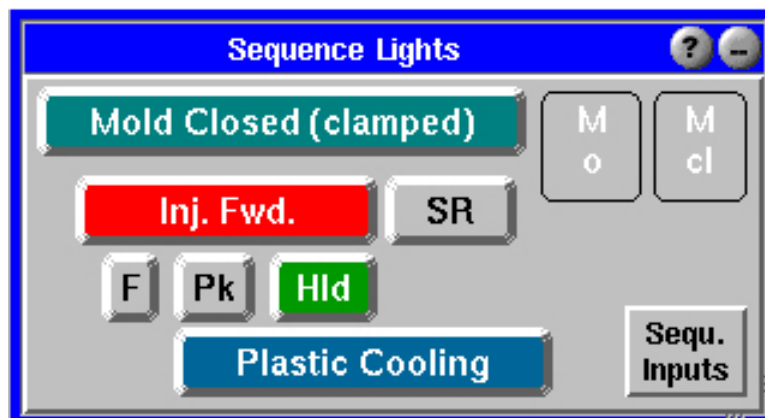 Sequence Lights ? –
Mold Closed (clamped)
M
o
M
cl
Inj. Fwd.
SR
F
Pk
Hld
Plastic Cooling
Sequ.
Inputs